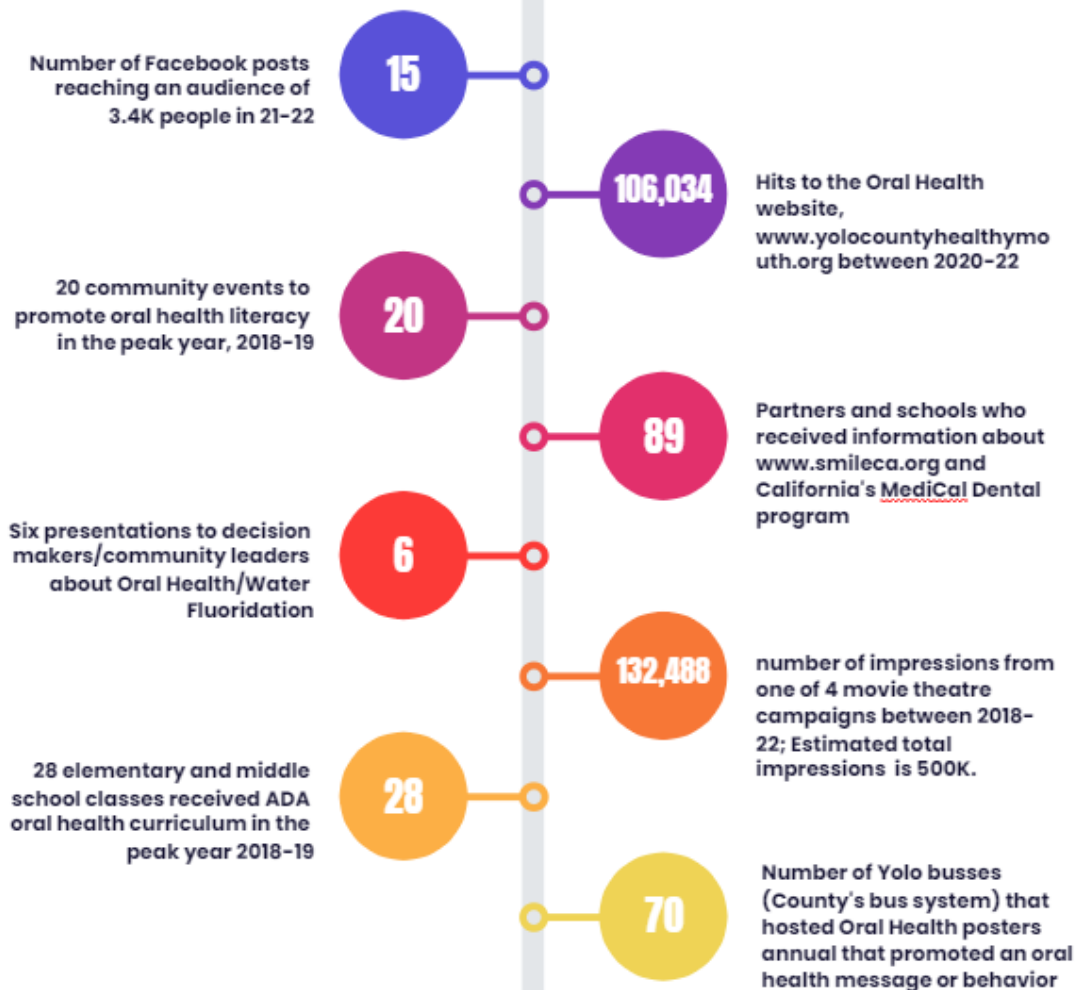 Number of Facebook posts
reaching an audience of
3.4K people in 21-22
15
106,034
Hits to the Oral Health
website,
www.yolocountyhealthymo
uth.org between 2020-22
20 community events to
promote oral health literacy
in the peak year, 2018-19
20
89
Partners and schools who
received information about
www.smileca.org and
California's MediCal Dental
program
Six presentations to decision
makers/community leaders
about Oral Health/Water
Fluoridation
6
132,488
number of impressions from
one of 4 movie theatre
campaigns between 2018-
22; Estimated total
impressions is 500K.
28 elementary and middle
school classes received ADA
oral health curriculum in the
peak year 2018-19
28
70
Number of Yolo busses
(County's bus system) that
hosted Oral Health posters
annual that promoted an oral
health message or behavior